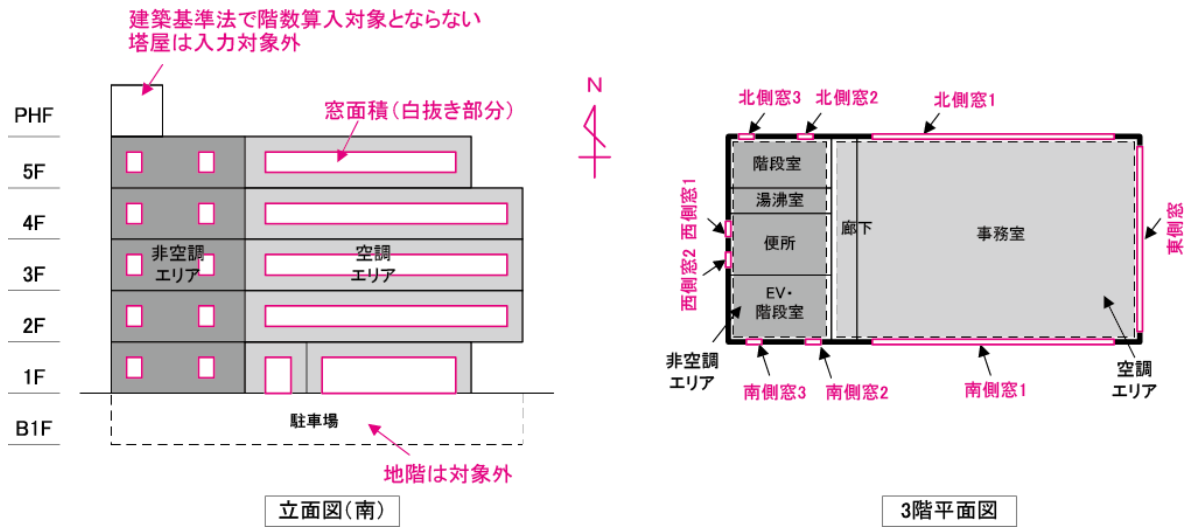 建築基準法で階数算入対象とならない
塔屋は入力対象外
PHF
5F
4F
3F
2F
1F
B1F
窓面積(白抜き部分)
非空調
エリア
空調
エリア
駐車場
地階は対象外
立面図(南)
N
北側窓3
北側窓2
北側窓1
西側窓1
西側窓2
階段室
湯沸室
便所
EV・
階段室
廊下
事務室
東側窓
非空調
エリア
南側窓3
南側窓2
南側窓1
空調
エリア
3階平面図